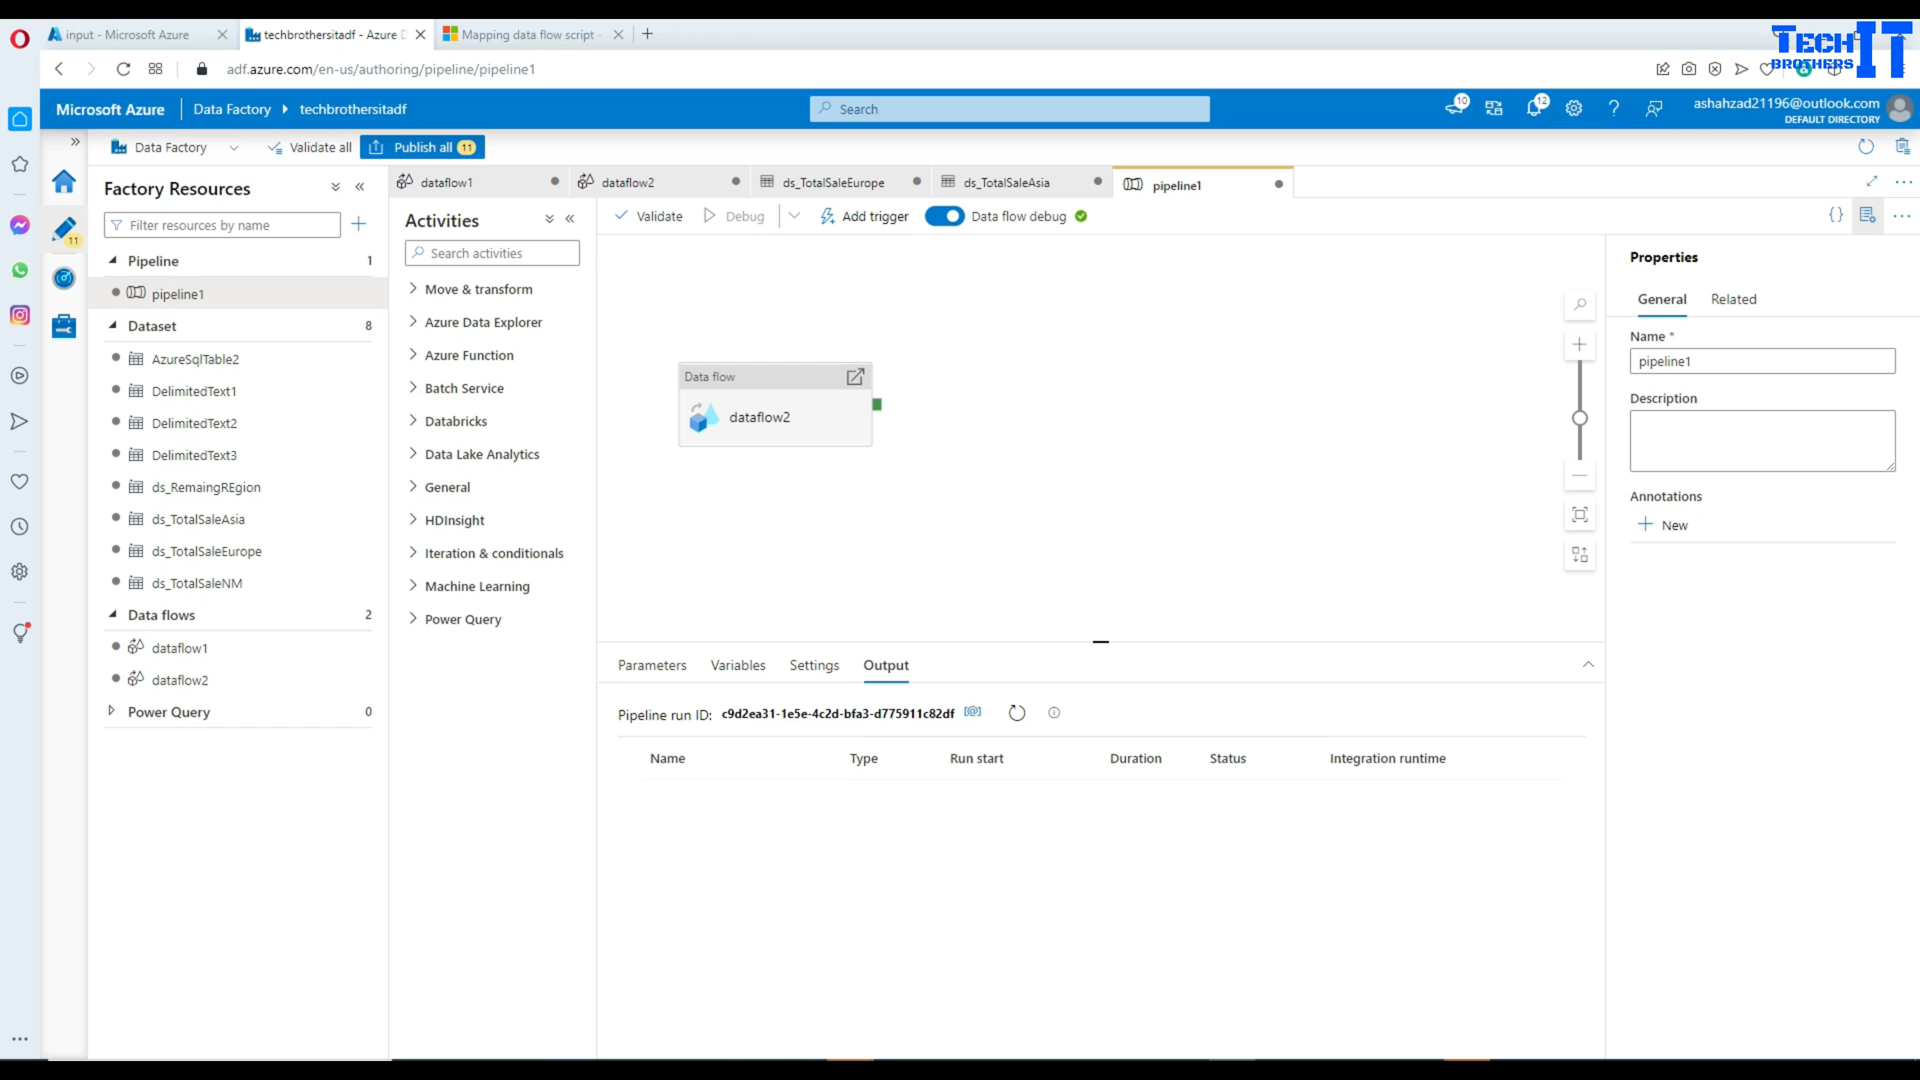 input - Microsoft Azure
techbrothersitadf - Azure D
Mapping data flow script -
TECH IT
BROTHERS
adf.azure.com/en-us/authoring/pipeline/pipeline1
Microsoft Azure
Data Factory
techbrothersitadf
Search
10
12
ashahzad21196@outlook.com
DEFAULT DIRECTORY
Data Factory
Validate all
Publish all
11
11
Factory Resources
Filter resources by name
Pipeline
1
pipeline1
Dataset
8
AzureSqlTable2
DelimitedText1
DelimitedText2
DelimitedText3
ds_RemaingREgion
ds_TotalSaleAsia
ds_TotalSaleEurope
ds_TotalSaleNM
Data flows
2
dataflow1
dataflow2
Power Query
0
dataflow1
dataflow2
ds_TotalSaleEurope
ds_TotalSaleAsia
pipeline1
Activities
Search activities
Move & transform
Azure Data Explorer
Azure Function
Batch Service
Databricks
Data Lake Analytics
General
HDInsight
Iteration & conditionals
Machine Learning
Power Query
Validate
Debug
Add trigger
Data flow debug
Data flow
dataflow2
Parameters
Variables
Settings
Output
Pipeline run ID: c9d2ea31-1e5e-4c2d-bfa3-d775911c82df
Name
Type
Run start
Duration
Status
Integration runtime
Properties
General
Related
Name *
pipeline1
Description
Annotations
New